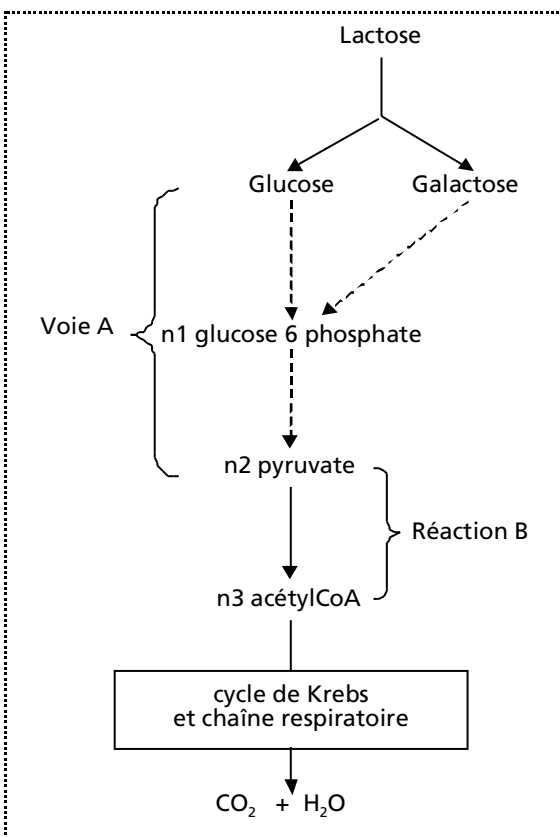 Lactose
Glucose
Galactose
Voie A
n1 glucose 6 phosphate
n2 pyruvate
Réaction B
n3 acétylCoA
cycle de Krebs
et chaîne respiratoire
CO₂ + H₂O